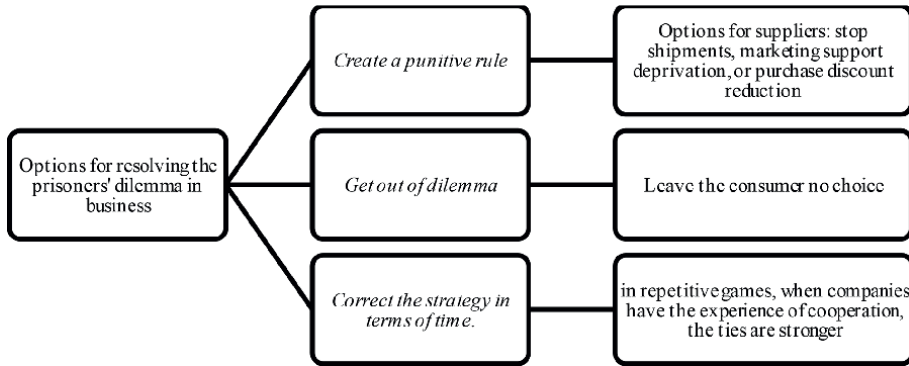 Options for resolving the
prisoners' dilemma in
business
Create a punitive rule
Options for suppliers: stop
shipments, marketing support
deprivation, or purchase discount
reduction
Get out of dilemma
Leave the consumer no choice
Correct the strategy in
terms of time.
in repetitive games, when companies
have the experience of cooperation,
the ties are stronger